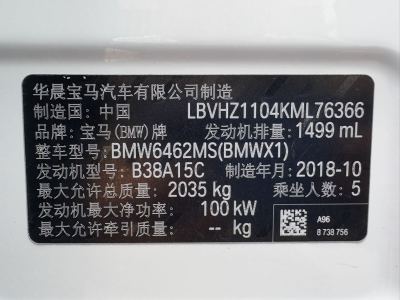 华晨宝马汽车有限公司制造
制造国: 中国 LBVHZ1104KML76366
品牌: 宝马(BMW)牌 发动机排量: 1499 mL
整车型号: BMW6462MS(BMWX1)
发动机型号: B38A15C 制造年月: 2018-10
最大允许总质量: 2035 kg 乘坐人数: 5
发动机最大净功率: 100 kW
最大允许牵引质量: -- kg
A96
8 738 756